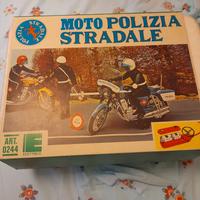 MOTO POLIZIA
STRADALE
ART.
0244